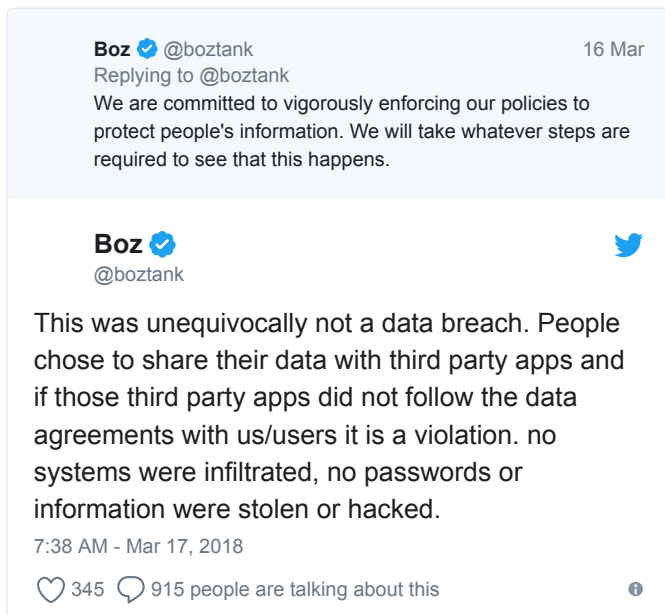 Boz @boztank 16 Mar
Replying to @boztank
We are committed to vigorously enforcing our policies to
protect people's information. We will take whatever steps are
required to see that this happens.
Boz
@boztank
This was unequivocally not a data breach. People
chose to share their data with third party apps and
if those third party apps did not follow the data
agreements with us/users it is a violation. no
systems were infiltrated, no passwords or
information were stolen or hacked.
7:38 AM - Mar 17, 2018
345 915 people are talking about this